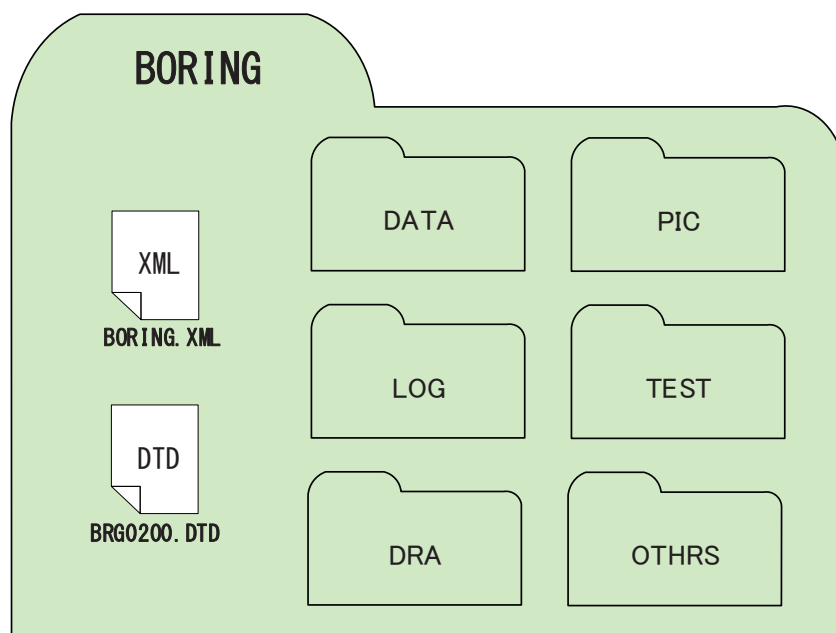 BORING
XML
BORING.XML
DTD
BRG0200.DTD
DATA
PIC
LOG
TEST
DRA
OTHRS